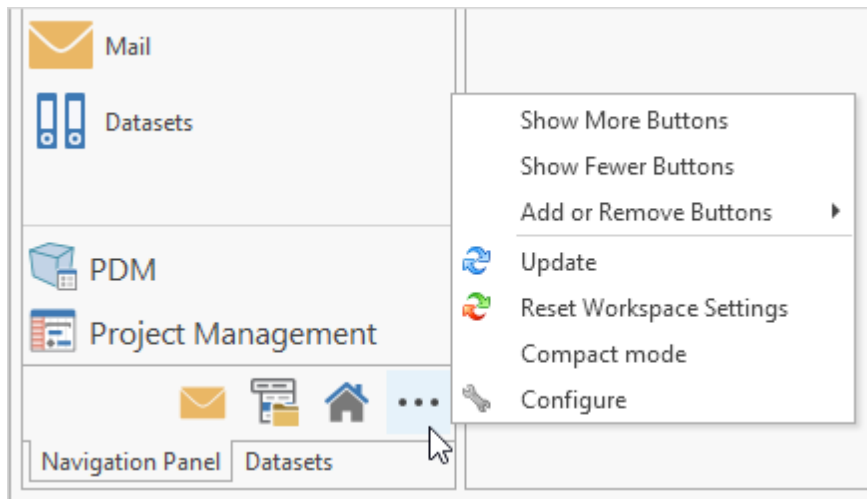 Mail
Datasets
PDM
Project Management
Navigation Panel
Datasets
Show More Buttons
Show Fewer Buttons
Add or Remove Buttons
Update
Reset Workspace Settings
Compact mode
Configure